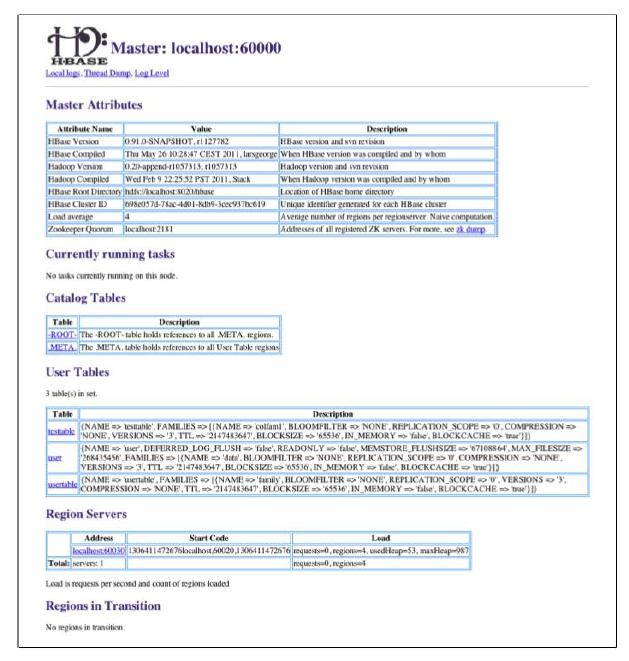 HBASE
Master: localhost:60000
Local logs, Thread Dump, Log Level
Master Attributes
Attribute Name Value Description
HBase Version 0.91.0-SNAPSHOT, r1127782 HBase version and svn revision
HBase Compiled Thu May 26 10:28:47 CEST 2011, larsgeorge When HBase version was compiled and by whom
Hadoop Version 0.20-append-r1057313, r1057313 Hadoop version and svn revision
Hadoop Compiled Wed Feb 9 22:25:52 PST 2011, Stack When Hadoop version was compiled and by whom
HBase Root Directory hdfs://localhost:8020/hbase Location of HBase home directory
HBase Cluster ID Unique identifier generated for each HBase cluster
Load average 4 Average number of regions per regionserver. Naive computation.
Zookeeper Quorum localhost:2181 Addresses of all registered ZK servers. For more, see zk dump.
Currently running tasks
No tasks currently running on this node.
Catalog Tables
Table Description
-ROOT- The -ROOT- table holds references to all .META. regions.
.META. The .META. table holds references to all User Table regions
User Tables
3 table(s) in set.
Table Description
testtable {NAME => 'testtable', FAMILIES => [{NAME => 'colfam1', BLOOMFILTER => 'NONE', REPLICATION_SCOPE => '0', COMPRESSION =>
'NONE', VERSIONS => '3', TTL => '2147483647', BLOCKSIZE => '65536', IN_MEMORY => 'false', BLOCKCACHE => 'true'}]}
user {NAME => 'user', DEFERRED_LOG_FLUSH => 'false', READONLY => 'false', MEMSTORE_FLUSHSIZE => '67108864', MAX_FILESIZE =>
'268435456', FAMILIES => [{NAME => 'data', BLOOMFILTER => 'NONE', REPLICATION_SCOPE => '0', COMPRESSION => 'NONE',
VERSIONS => '3', TTL => '2147483647', BLOCKSIZE => '65536', IN_MEMORY => 'false', BLOCKCACHE => 'true'}]}
usertable {NAME => 'usertable', FAMILIES => [{NAME => 'family', BLOOMFILTER => 'NONE', REPLICATION_SCOPE => '0', VERSIONS => '3',
COMPRESSION => 'NONE', TTL => '2147483647', BLOCKSIZE => '65536', IN_MEMORY => 'false', BLOCKCACHE => 'true'}]}
Region Servers
Address Start Code Load
localhost:60030 1306411472676 localhost,60020,1306411472676 requests=0, regions=4, usedHeap=53, maxHeap=987
Total: servers: 1 requests=0, regions=4
Load is requests per second and count of regions loaded
Regions in Transition
No regions in transition.